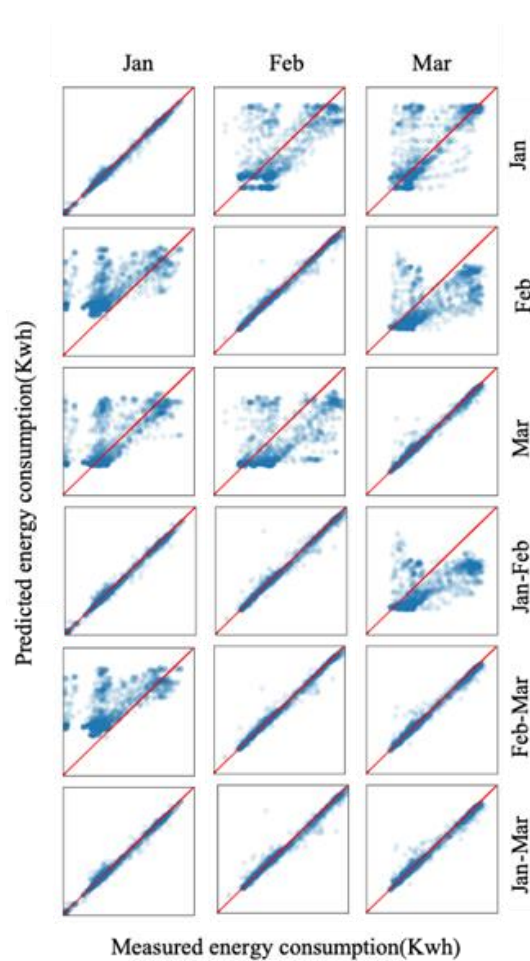 Jan Feb Mar
Jan
Feb
Mar
Jan-Feb
Feb-Mar
Jan-Mar
Predicted energy consumption(Kwh)
Measured energy consumption(Kwh)